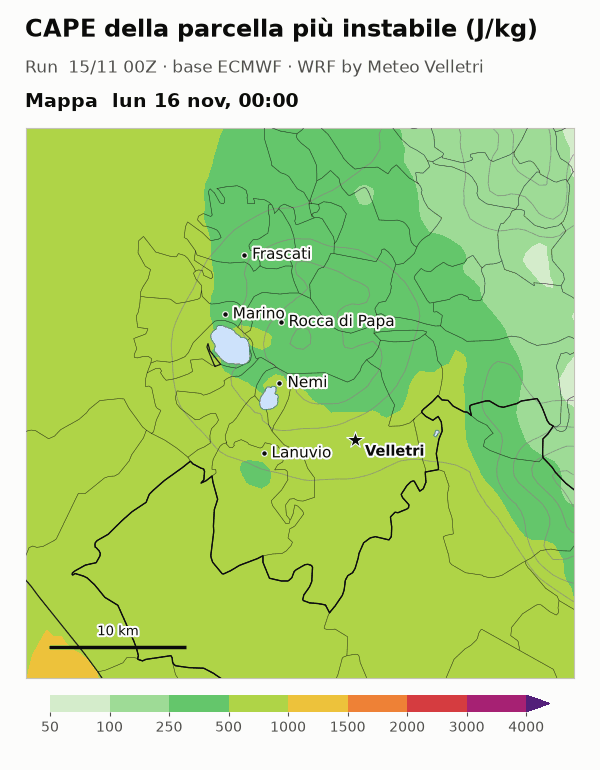 CAPE della parcella più instabile (J/kg)
Run  15/11 00Z · base ECMWF · WRF by Meteo Velletri
Mappa  lun 16 nov, 00:00
Frascati
Marino
Rocca di Papa
Nemi
Velletri
Lanuvio
10 km
50 100 250 500 1000 1500 2000 3000 4000